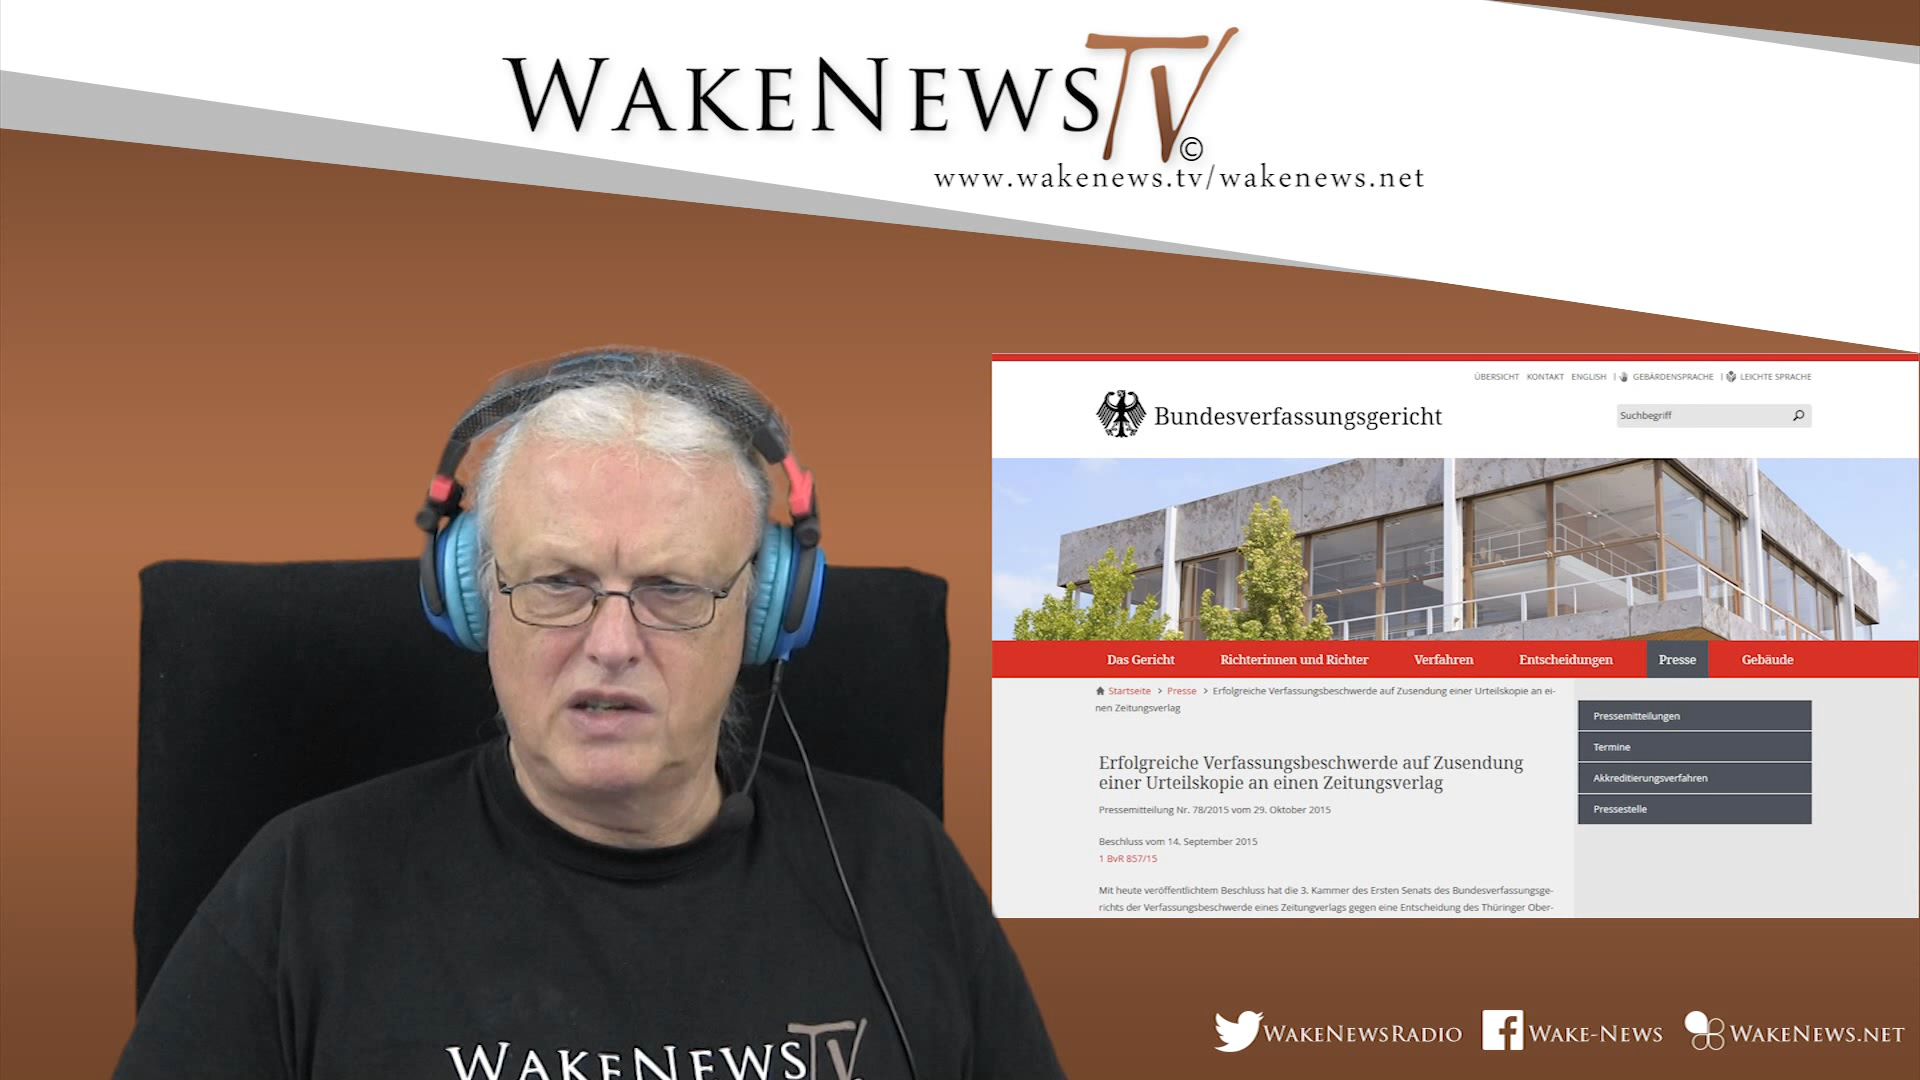 WAKENEWSTV©
www.wakenews.tv/wakenews.net
ÜBERSICHT KONTAKT ENGLISH | GEBÄRDENSPRACHE | LEICHTE SPRACHE
Bundesverfassungsgericht
Suchbegriff
Das Gericht Richterinnen und Richter Verfahren Entscheidungen Presse Gebäude
Startseite > Presse > Erfolgreiche Verfassungsbeschwerde auf Zusendung einer Urteilskopie an ei-
nen Zeitungsverlag
Pressemitteilungen
Termine
Akkreditierungsverfahren
Pressestelle
Erfolgreiche Verfassungsbeschwerde auf Zusendung
einer Urteilskopie an einen Zeitungsverlag
Pressemitteilung Nr. 78/2015 vom 29. Oktober 2015
Beschluss vom 14. September 2015
1 BvR 857/15
Mit heute veröffentlichtem Beschluss hat die 3. Kammer des Ersten Senats des Bundesverfassungsge-
richts der Verfassungsbeschwerde eines Zeitungverlags gegen eine Entscheidung des Thüringer Ober-
WAKENEWSTV
WAKENEWSRADIO WAKE-NEWS WAKENEWS.NET